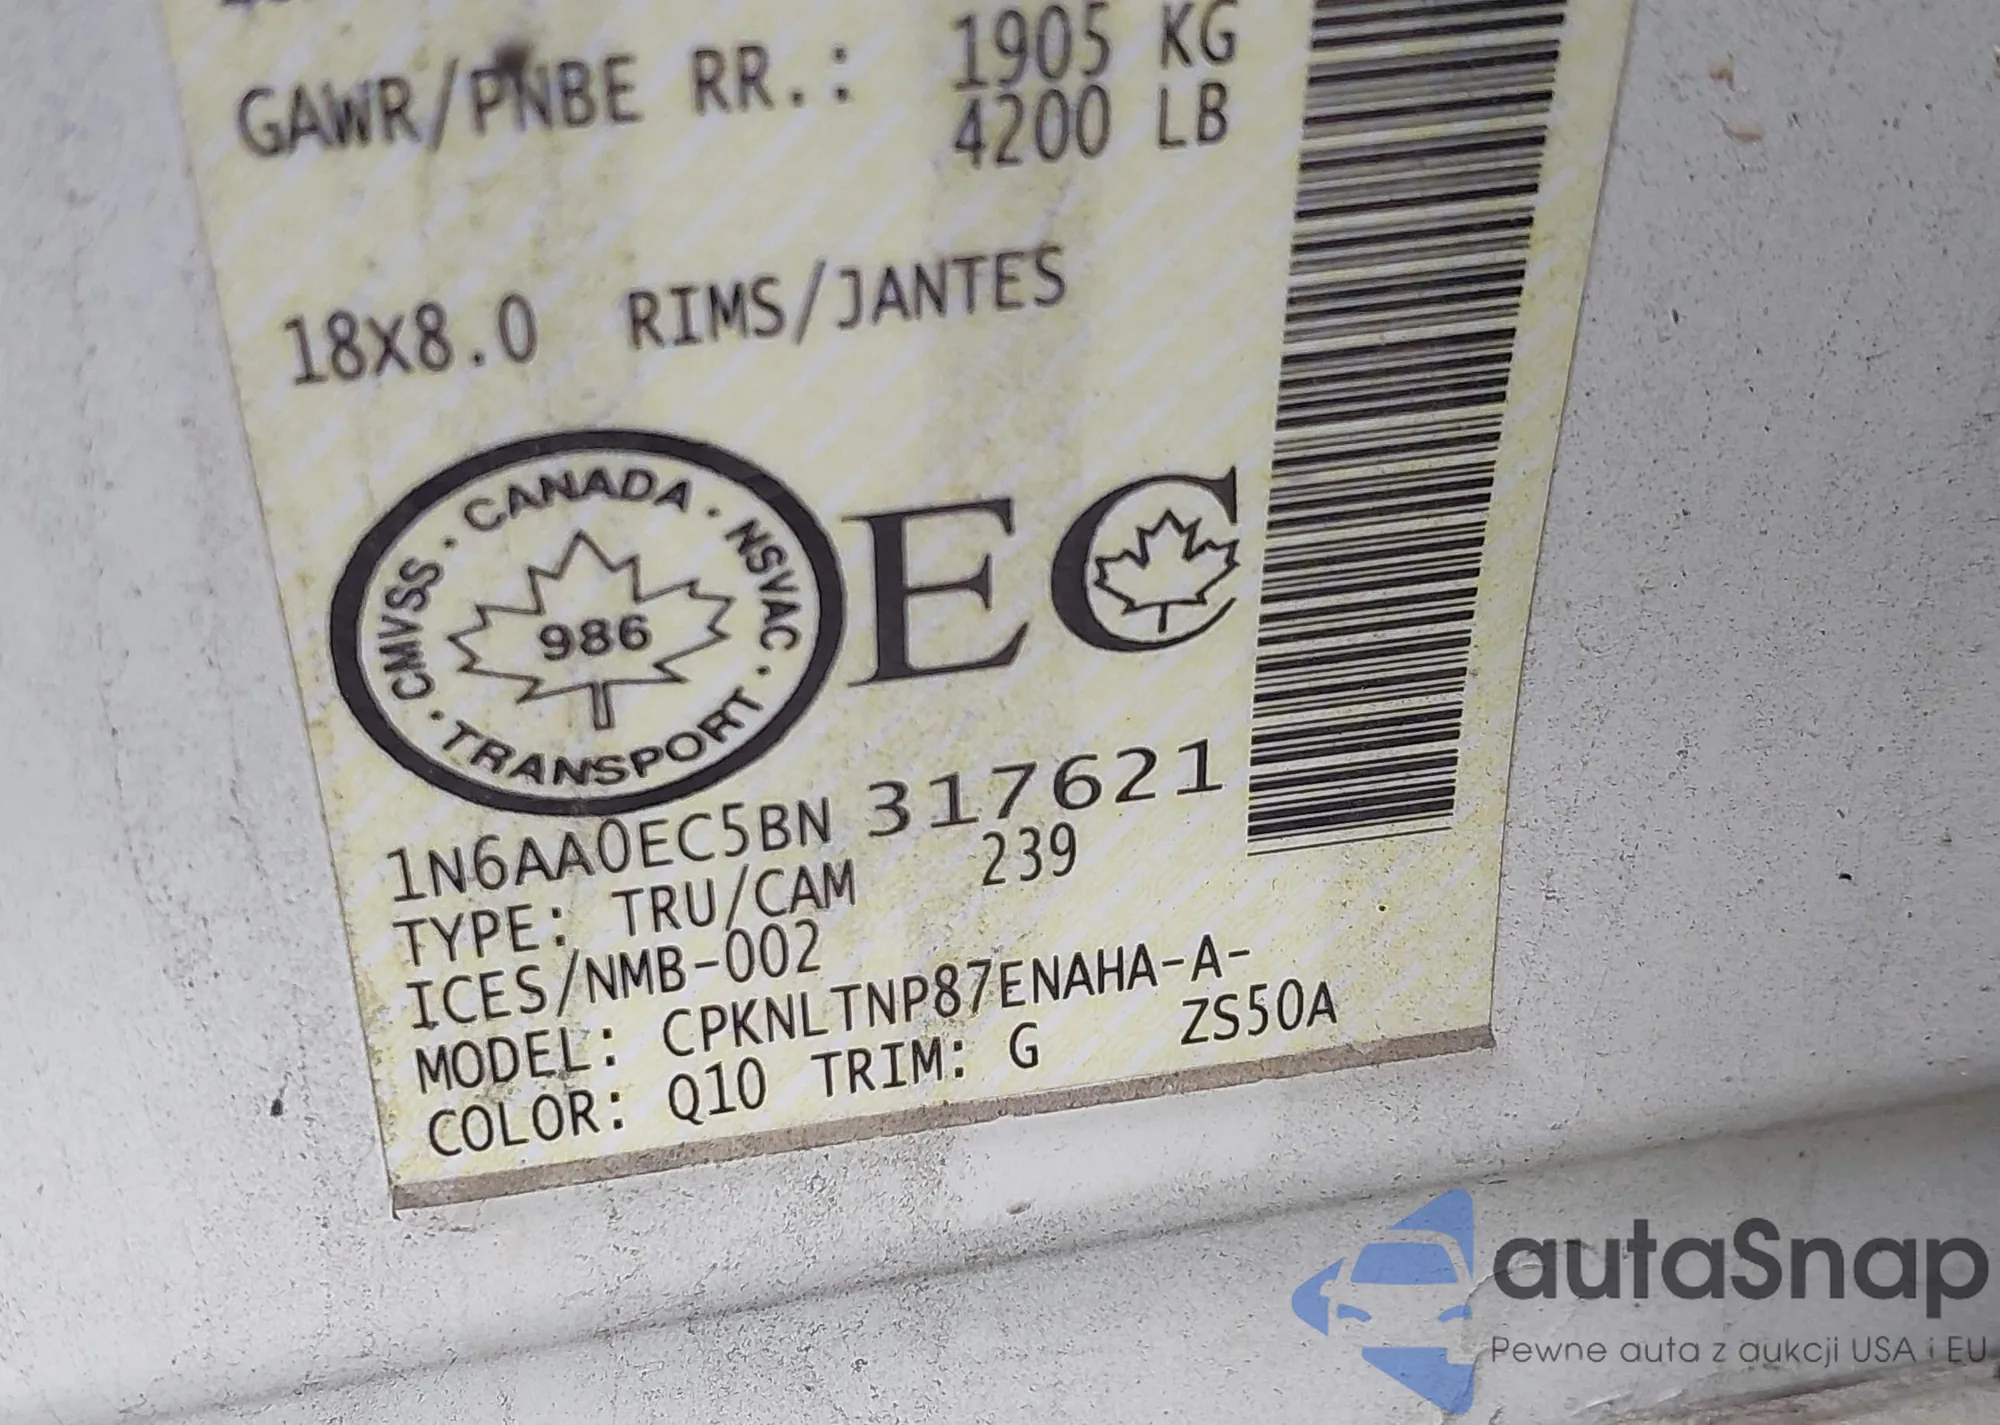 GAWR/PNBE RR.: 1905 KG
4200 LB
18X8.0 RIMS/JANTES
CMVSS · CANADA · NSVAC · TRANSPORT ·
986
EC
1N6AA0EC5BN 317621
TYPE: TRU/CAM 239
ICES/NMB-002
MODEL: CPKNLTNP87ENAHA-A-
COLOR: Q10 TRIM: G ZS50A
autaSnap
Pewne auta z aukcji USA i EU